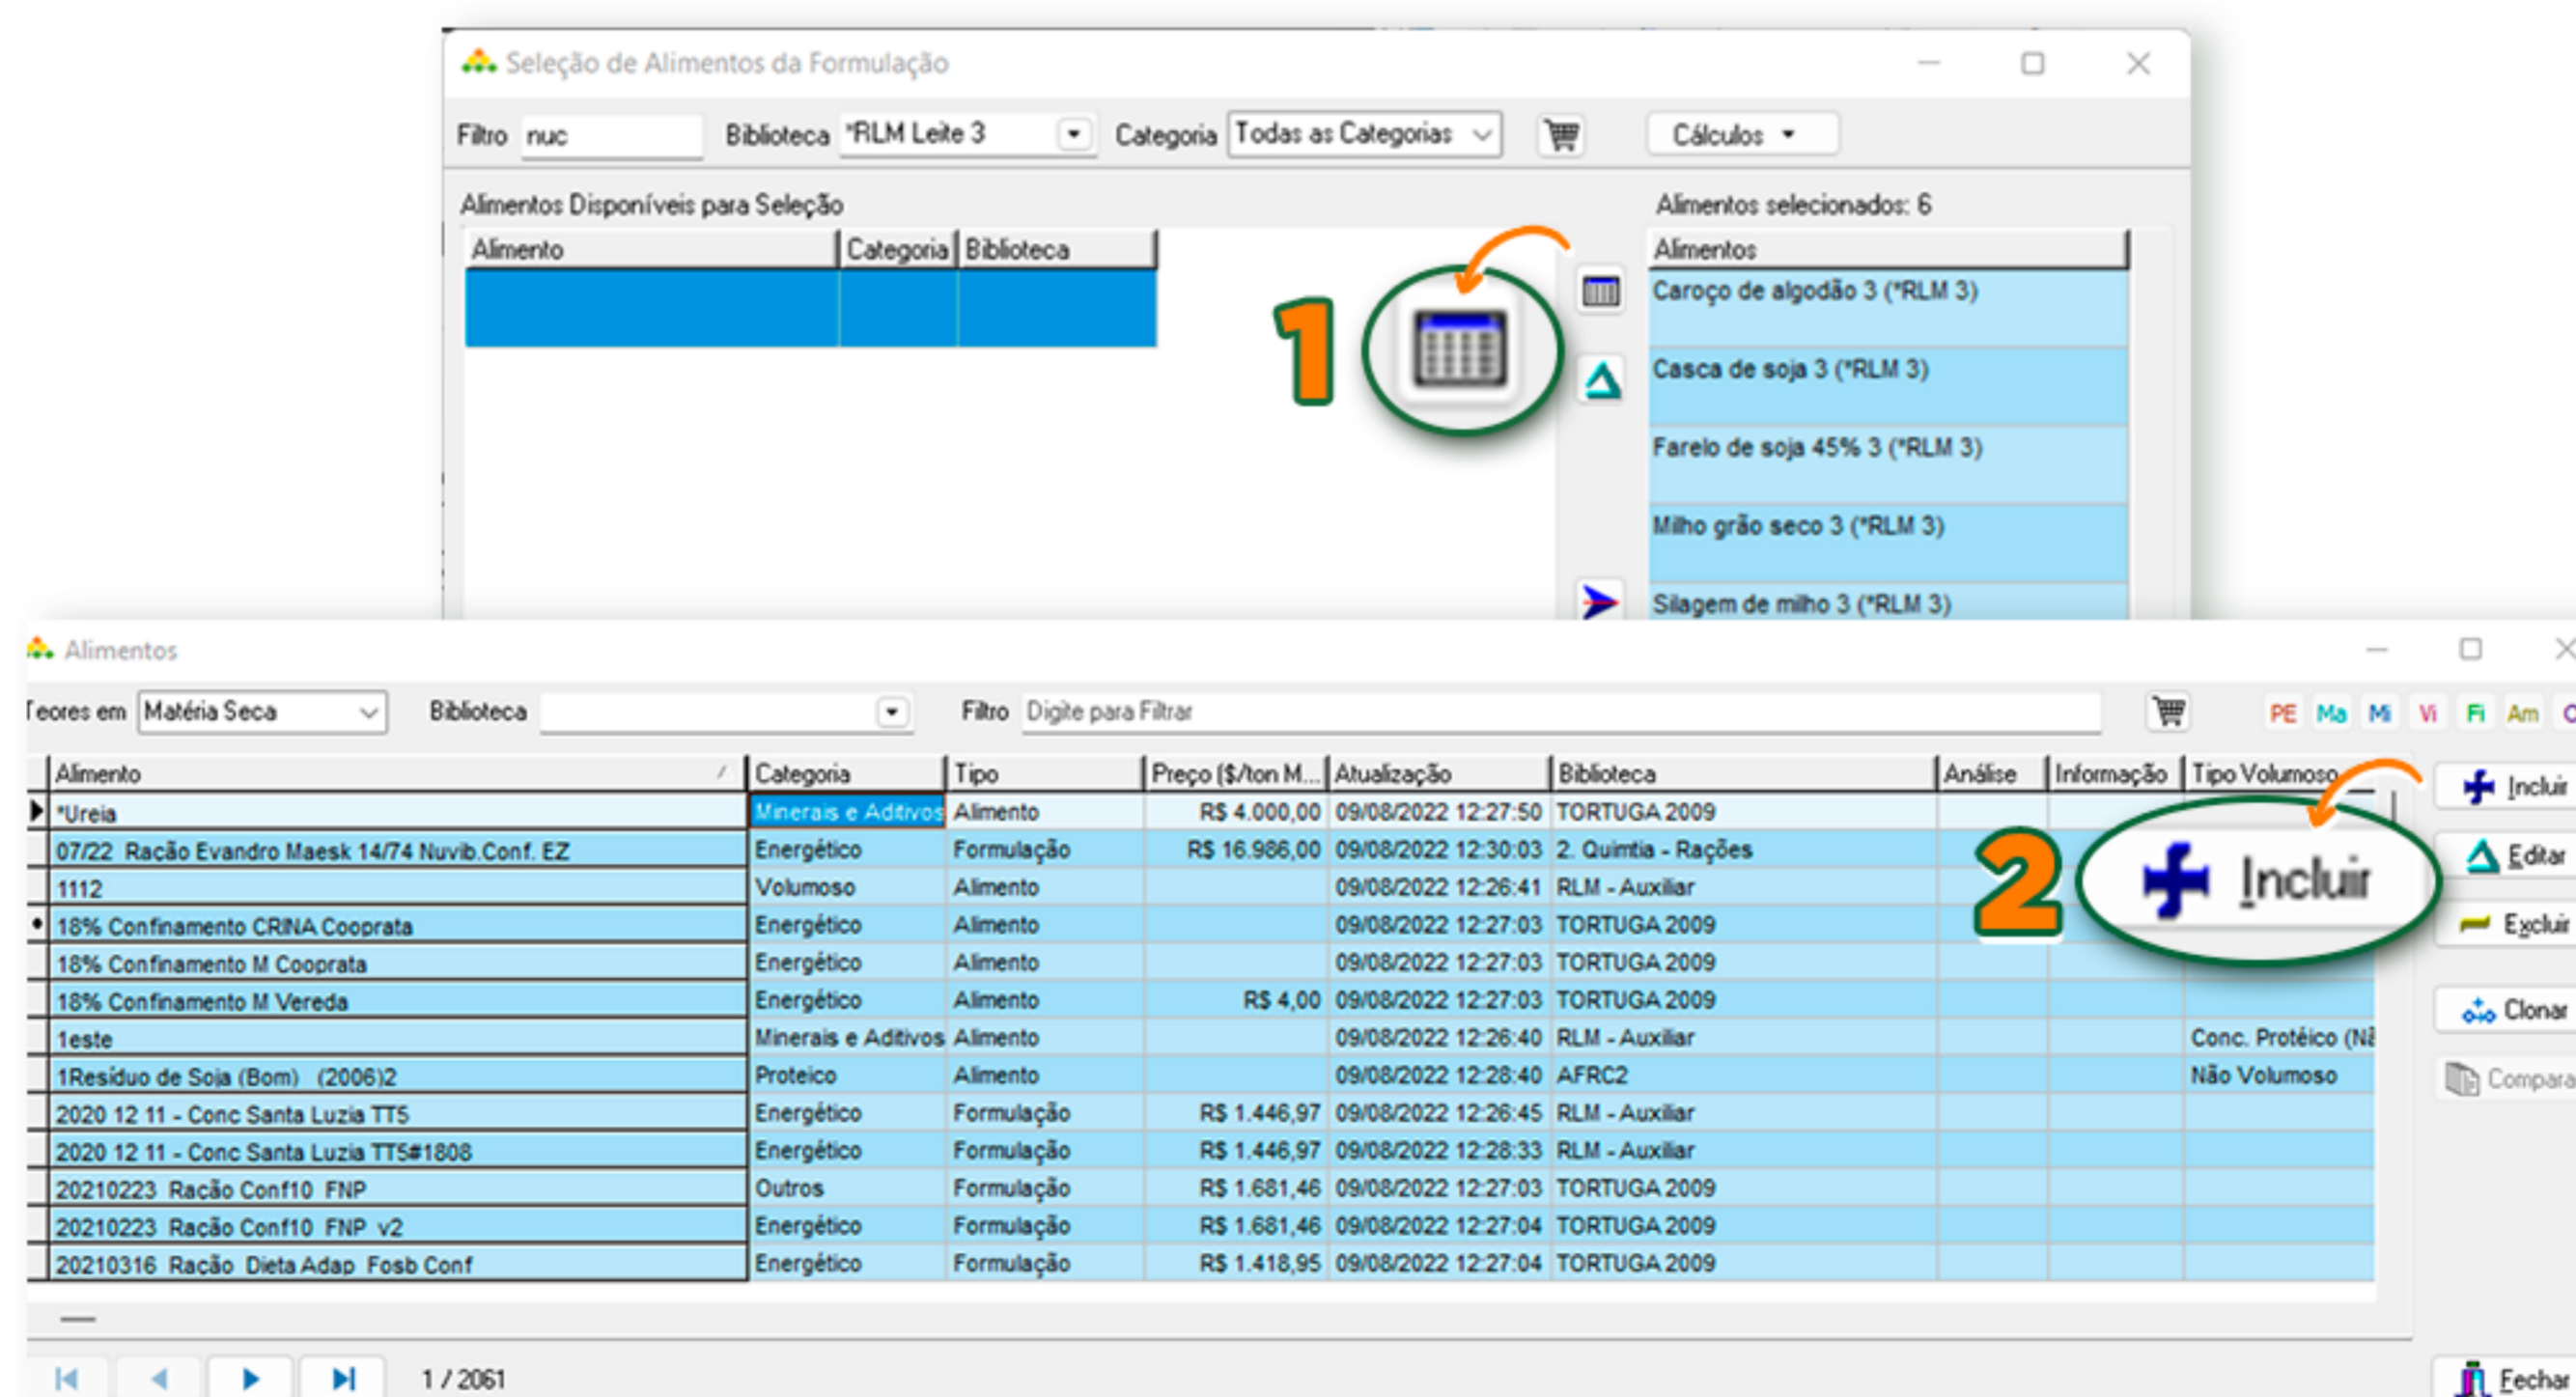 Seleção de Alimentos da Formulação
Filtro nuc Biblioteca *RLM Leite 3 Categoria Todas as Categorias Cálculos
Alimentos Disponíveis para Seleção Alimentos selecionados: 6
Alimento Categoria Biblioteca Alimentos
1
Caroço de algodão 3 (*RLM 3)
Casca de soja 3 (*RLM 3)
Farelo de soja 45% 3 (*RLM 3)
Milho grão seco 3 (*RLM 3)
Silagem de milho 3 (*RLM 3)
Alimentos
Teores em Matéria Seca Biblioteca Filtro Digite para Filtrar PE Ma Mi Vi Fi Am
Alimento Categoria Tipo Preço ($/ton M... Atualização Biblioteca Análise Informação Tipo Volumoso Incluir
*Ureia Minerais e Aditivos Alimento R$ 4.000,00 09/08/2022 12:27:50 TORTUGA 2009
07/22 Ração Evandro Maesk 14/74 Nuvib.Conf. EZ Energético Formulação R$ 16.986,00 09/08/2022 12:30:03 2. Quimtia - Rações Editar
1112 Volumoso Alimento 09/08/2022 12:26:41 RLM - Auxiliar 2 Incluir
18% Confinamento CRINA Cooprata Energético Alimento 09/08/2022 12:27:03 TORTUGA 2009 Excluir
18% Confinamento M Cooprata Energético Alimento 09/08/2022 12:27:03 TORTUGA 2009
18% Confinamento M Vereda Energético Alimento R$ 4,00 09/08/2022 12:27:03 TORTUGA 2009 Clonar
1este Minerais e Aditivos Alimento 09/08/2022 12:26:40 RLM - Auxiliar Conc. Protéico (Nã
1Resíduo de Soja (Bom) (2006)2 Proteico Alimento 09/08/2022 12:28:40 AFRC2 Não Volumoso Compara
2020 12 11 - Conc Santa Luzia TT5 Energético Formulação R$ 1.446,97 09/08/2022 12:26:45 RLM - Auxiliar
2020 12 11 - Conc Santa Luzia TT5#1808 Energético Formulação R$ 1.446,97 09/08/2022 12:28:33 RLM - Auxiliar
20210223 Ração Conf10 FNP Outros Formulação R$ 1.681,46 09/08/2022 12:27:03 TORTUGA 2009
20210223 Ração Conf10 FNP v2 Energético Formulação R$ 1.681,46 09/08/2022 12:27:04 TORTUGA 2009
20210316 Ração Dieta Adap Fosb Conf Energético Formulação R$ 1.418,95 09/08/2022 12:27:04 TORTUGA 2009
1 / 2061 Fechar